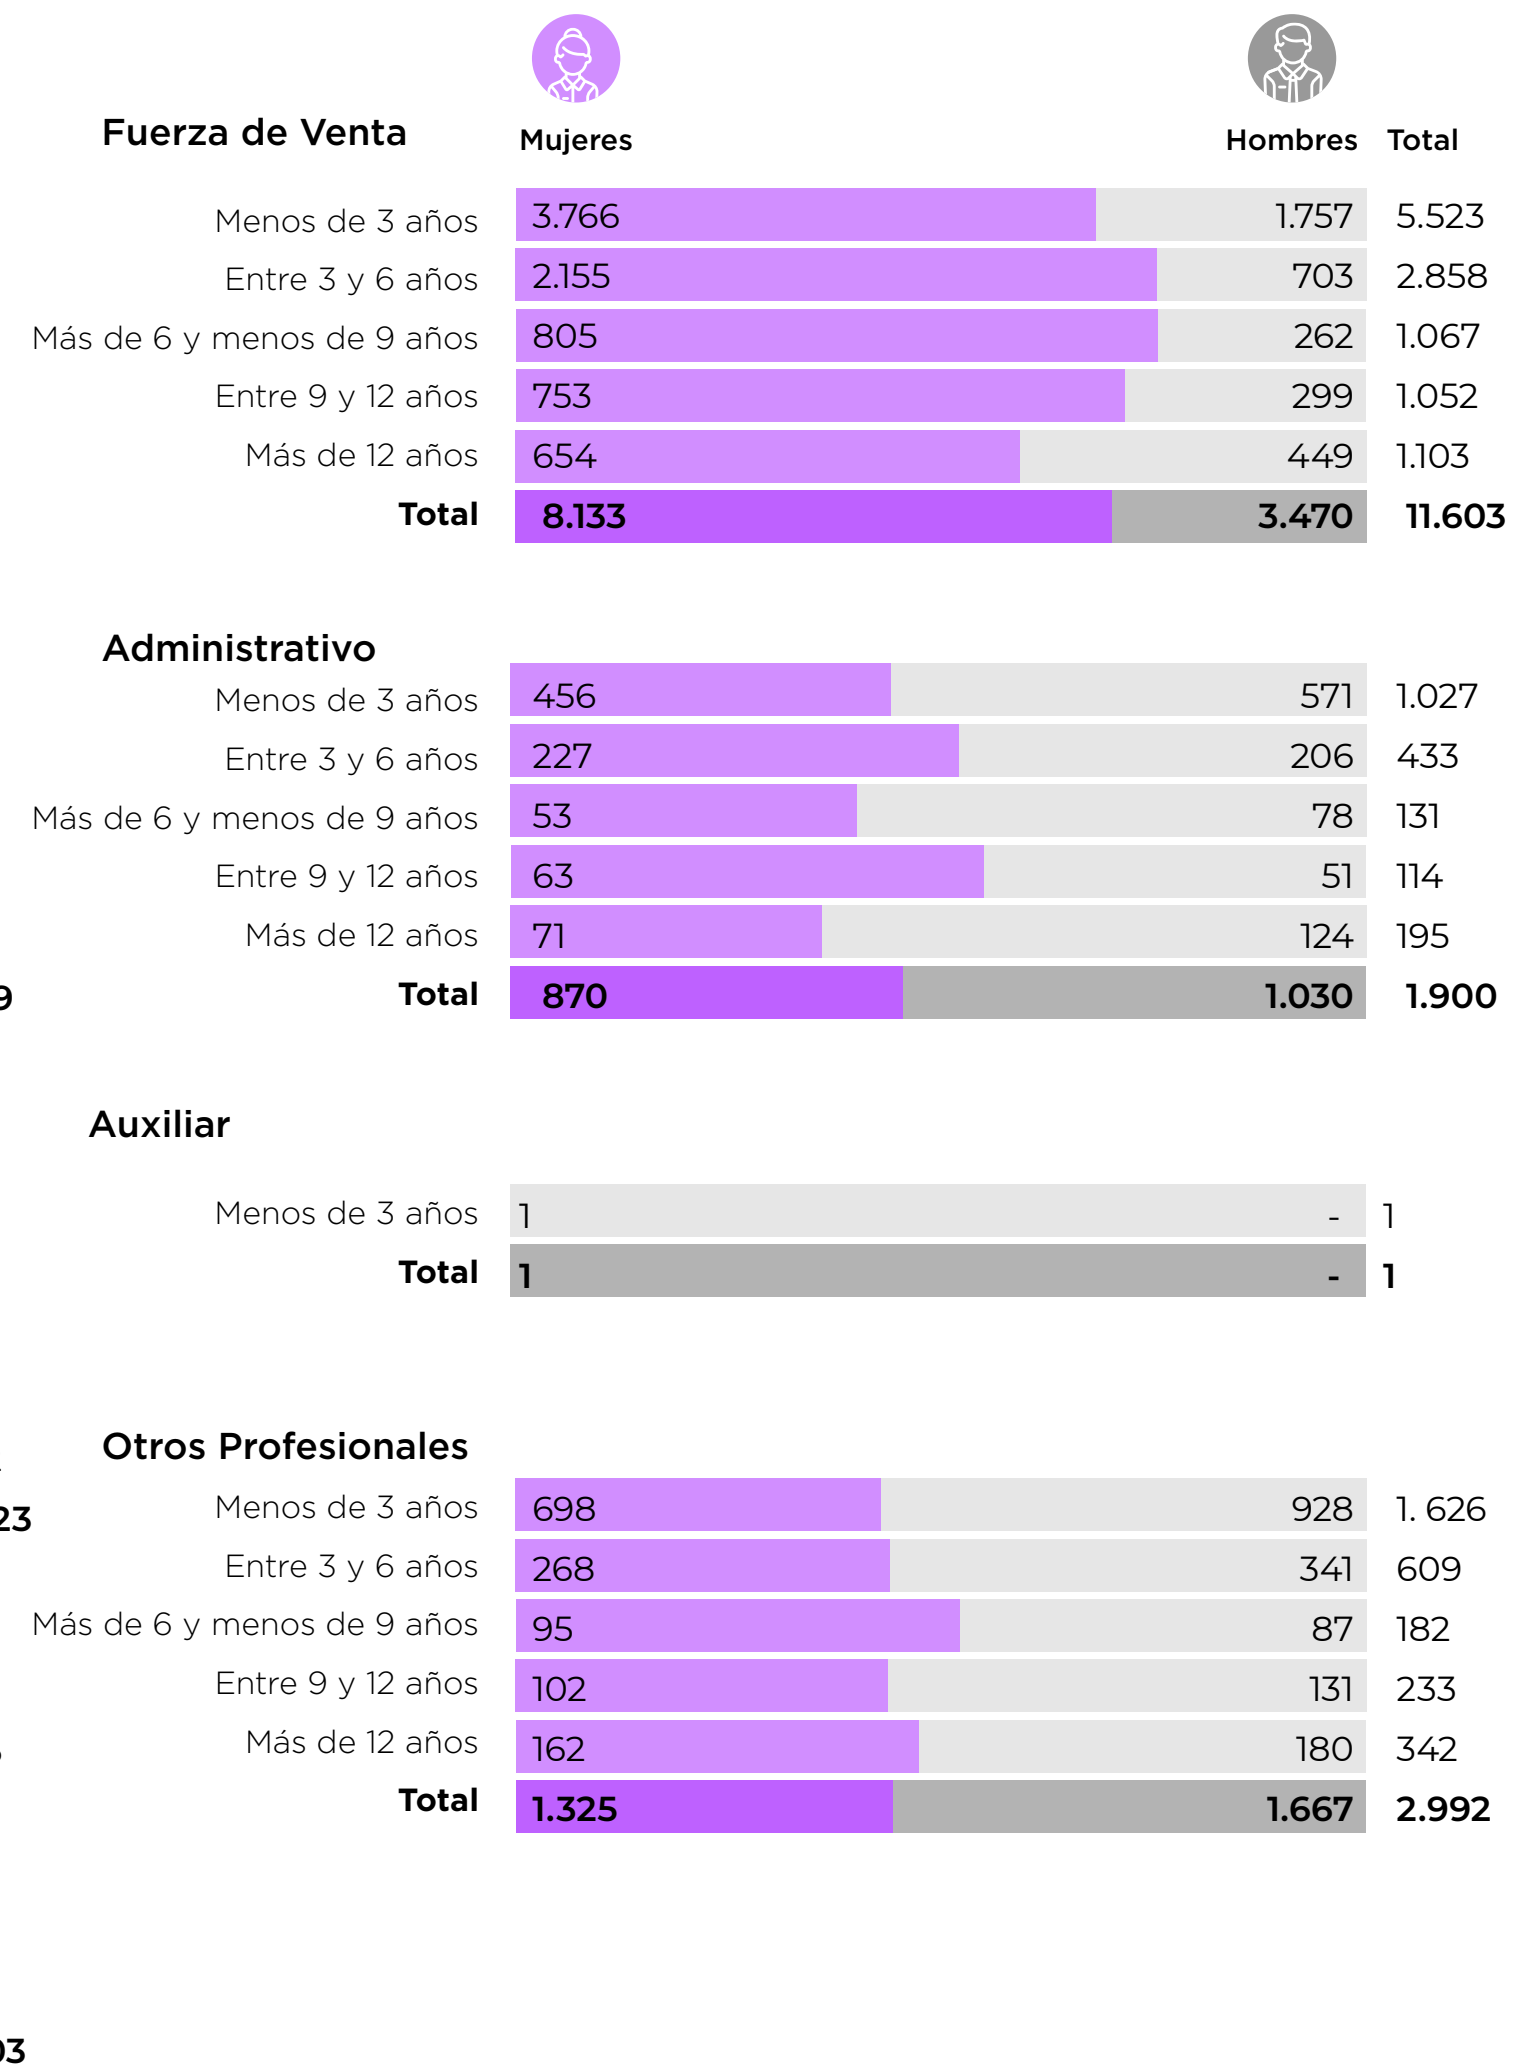 Fuerza de Venta Mujeres Hombres Total
Menos de 3 años 3.766 1.757 5.523
Entre 3 y 6 años 2.155 703 2.858
Más de 6 y menos de 9 años 805 262 1.067
Entre 9 y 12 años 753 299 1.052
Más de 12 años 654 449 1.103
Total 8.133 3.470 11.603
Administrativo
Menos de 3 años 456 571 1.027
Entre 3 y 6 años 227 206 433
Más de 6 y menos de 9 años 53 78 131
Entre 9 y 12 años 63 51 114
Más de 12 años 71 124 195
9 Total 870 1.030 1.900
Auxiliar
Menos de 3 años 1 - 1
Total 1 - 1
Otros Profesionales
Menos de 3 años 698 928 1. 626
23
Entre 3 y 6 años 268 341 609
Más de 6 y menos de 9 años 95 87 182
Entre 9 y 12 años 102 131 233
Más de 12 años 162 180 342
Total 1.325 1.667 2.992
03